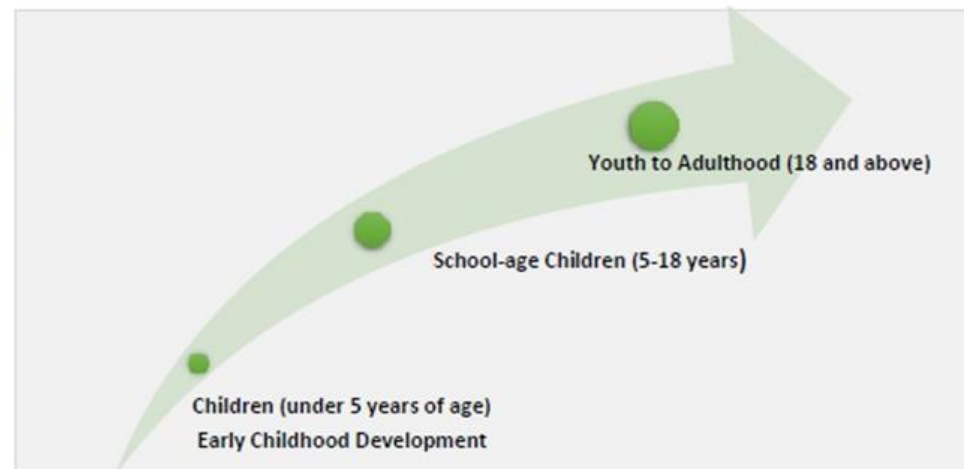 Youth to Adulthood (18 and above)
School-age Children (5-18 years)
Children (under 5 years of age)
Early Childhood Development